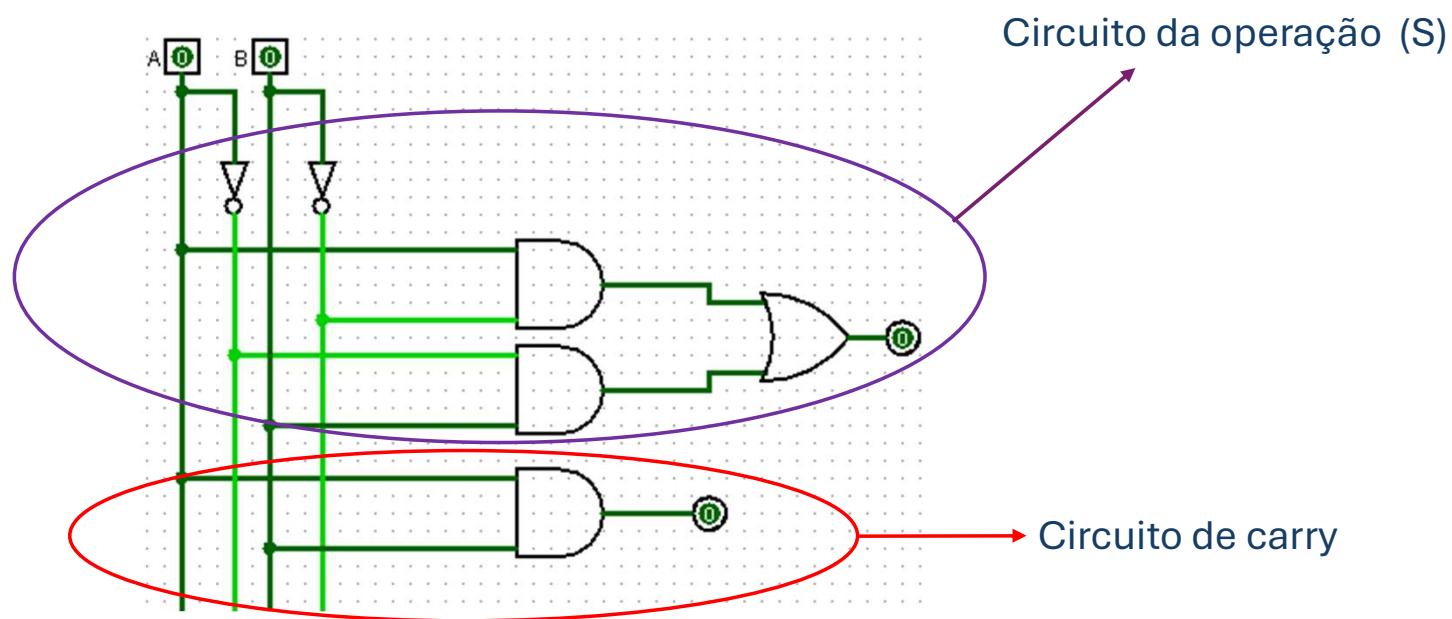 Circuito da operação (S)
A 0 B 0
0
0
Circuito de carry